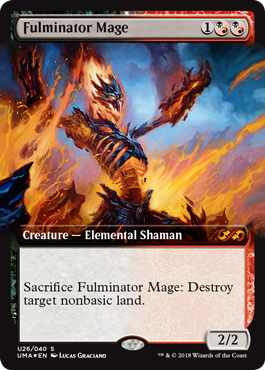 Fulminator Mage 1
Creature — Elemental Shaman
Sacrifice Fulminator Mage: Destroy
target nonbasic land.
2/2
U26/040 S
UMA★EN Lucas Graciano
™ & © 2018 Wizards of the Coast